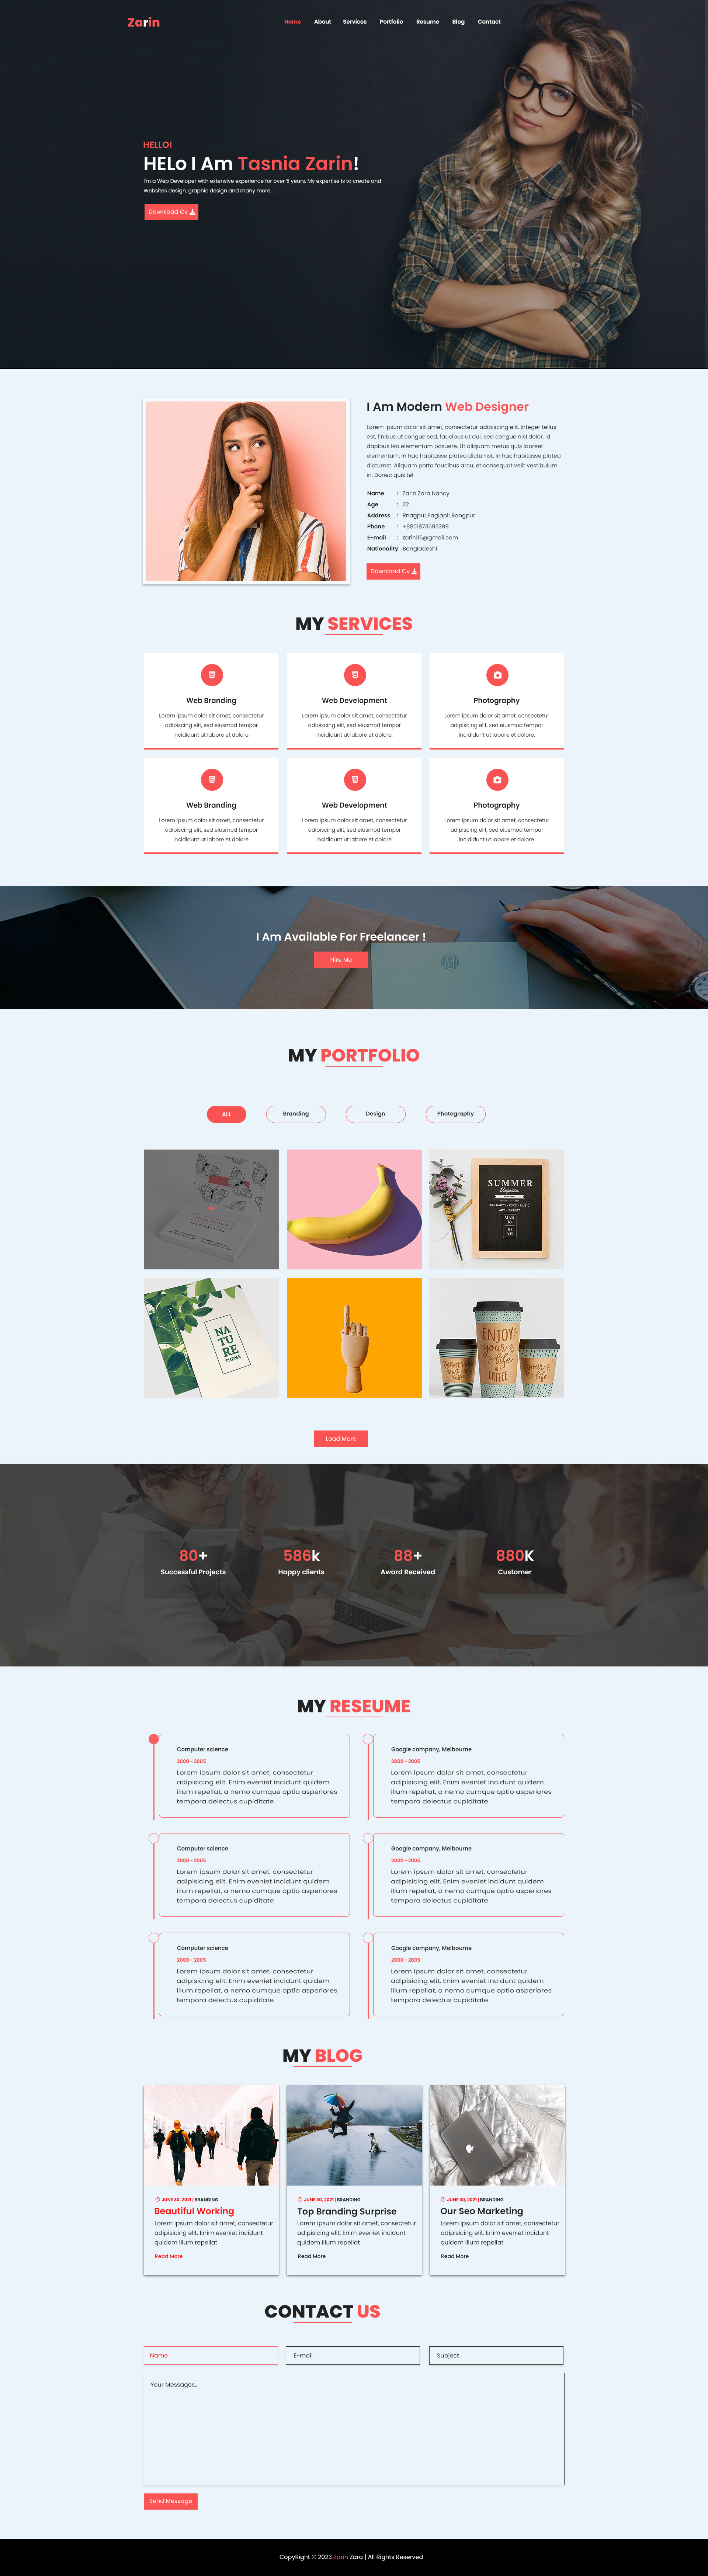 Zarin
Home About Services Portfolio Resume Blog Contact
HELLO!
HELo I Am Tasnia Zarin!
I'm a Web Developer with extensive experience for over 5 years. My expertise is to create and
Websites design, graphic design and many more...
Download Cv
I Am Modern Web Designer
Lorem ipsum dolor sit amet, consectetur adipiscing elit. Integer tellus
est, finibus ut congue sed, faucibus ut dui. Sed congue nisl dolor, id
dapibus leo elementum posuere. Ut aliquam metus quis laoreet
elementum. In hac habitasse platea dictumst. In hac habitasse platea
dictumst. Aliquam porta faucibus arcu, et consequat velit vestibulum
in. Donec quis tel
Name : Zarin Zara Nancy
Age : 22
Address : Rnagpur,Paglapir,Rangpur
Phone : +8901873593399
E-mail : zarin115@gmail.com
Nationality Bangladeshi
Download Cv
MY SERVICES
Web Branding
Lorem ipsum dolor sit amet, consectetur
adipiscing elit, sed eiusmod tempor
incididunt ut labore et dolore.
Web Development
Lorem ipsum dolor sit amet, consectetur
adipiscing elit, sed eiusmod tempor
incididunt ut labore et dolore.
Photography
Lorem ipsum dolor sit amet, consectetur
adipiscing elit, sed eiusmod tempor
incididunt ut labore et dolore.
Web Branding
Lorem ipsum dolor sit amet, consectetur
adipiscing elit, sed eiusmod tempor
incididunt ut labore et dolore.
Web Development
Lorem ipsum dolor sit amet, consectetur
adipiscing elit, sed eiusmod tempor
incididunt ut labore et dolore.
Photography
Lorem ipsum dolor sit amet, consectetur
adipiscing elit, sed eiusmod tempor
incididunt ut labore et dolore.
I Am Available For Freelancer !
Hire Me
MY PORTFOLIO
ALL Branding Design Photography
SUMMER
TEA PARTY · FOOD · MUSIC
ART · MARKET
MAR
10
AM
NA
TU
RE
THEME
ENJOY
your
life
COFFEE
Load More
80+
Successful Projects
586k
Happy clients
88+
Award Received
880K
Customer
MY RESEUME
Computer science
2000 - 2005
Lorem ipsum dolor sit amet, consectetur
adipisicing elit. Enim eveniet incidunt quidem
illum repellat, a nemo cumque optio asperiores
tempora delectus cupiditate
Google company, Melbourne
2000 - 2005
Lorem ipsum dolor sit amet, consectetur
adipisicing elit. Enim eveniet incidunt quidem
illum repellat, a nemo cumque optio asperiores
tempora delectus cupiditate
Computer science
2000 - 2005
Lorem ipsum dolor sit amet, consectetur
adipisicing elit. Enim eveniet incidunt quidem
illum repellat, a nemo cumque optio asperiores
tempora delectus cupiditate
Google company, Melbourne
2000 - 2005
Lorem ipsum dolor sit amet, consectetur
adipisicing elit. Enim eveniet incidunt quidem
illum repellat, a nemo cumque optio asperiores
tempora delectus cupiditate
Computer science
2000 - 2005
Lorem ipsum dolor sit amet, consectetur
adipisicing elit. Enim eveniet incidunt quidem
illum repellat, a nemo cumque optio asperiores
tempora delectus cupiditate
Google company, Melbourne
2000 - 2005
Lorem ipsum dolor sit amet, consectetur
adipisicing elit. Enim eveniet incidunt quidem
illum repellat, a nemo cumque optio asperiores
tempora delectus cupiditate
MY BLOG
JUNE 30, 2021 | BRANDING
Beautiful Working
Lorem ipsum dolor sit amet, consectetur
adipisicing elit. Enim eveniet incidunt
quidem illum repellat
Read More
JUNE 30, 2021 | BRANDING
Top Branding Surprise
Lorem ipsum dolor sit amet, consectetur
adipisicing elit. Enim eveniet incidunt
quidem illum repellat
Read More
JUNE 30, 2021 | BRANDING
Our Seo Marketing
Lorem ipsum dolor sit amet, consectetur
adipisicing elit. Enim eveniet incidunt
quidem illum repellat
Read More
CONTACT US
Name E-mail Subject
Your Messages..
Send Message
CopyRight © 2023 Zarin Zara | All Rights Reserved